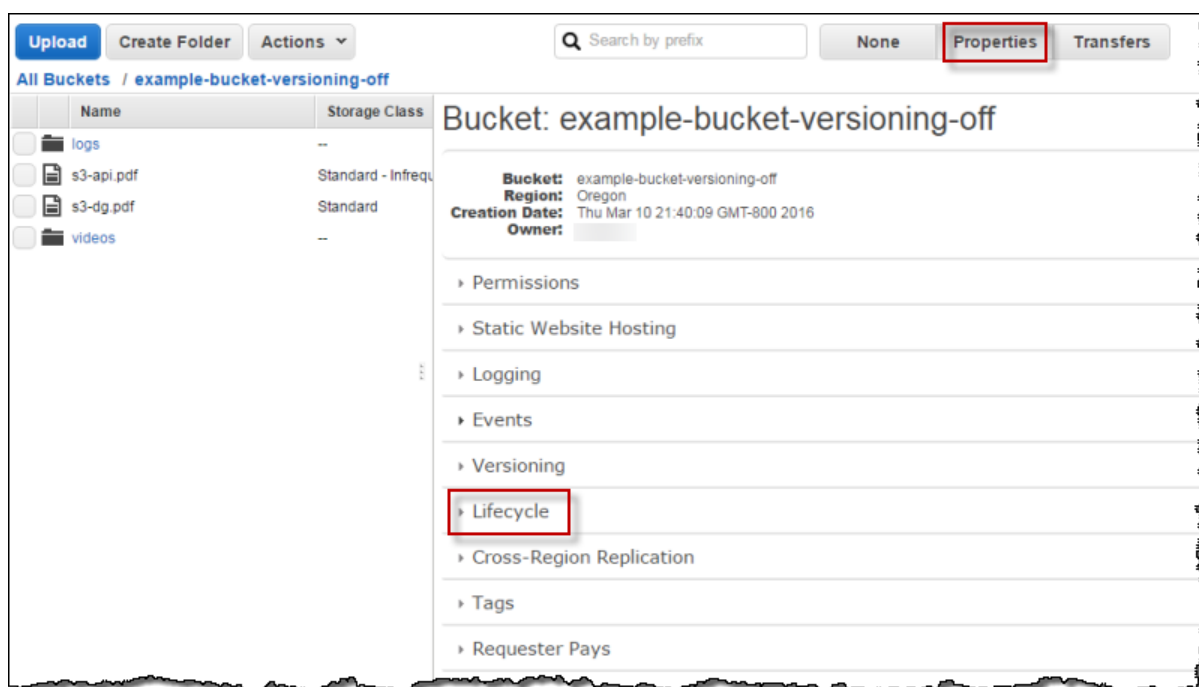 Upload Create Folder Actions Search by prefix None Properties Transfers
All Buckets / example-bucket-versioning-off
Name Storage Class
logs --
s3-api.pdf Standard - Infrequ
s3-dg.pdf Standard
videos --
Bucket: example-bucket-versioning-off
Bucket: example-bucket-versioning-off
Region: Oregon
Creation Date: Thu Mar 10 21:40:09 GMT-800 2016
Owner:
Permissions
Static Website Hosting
Logging
Events
Versioning
Lifecycle
Cross-Region Replication
Tags
Requester Pays